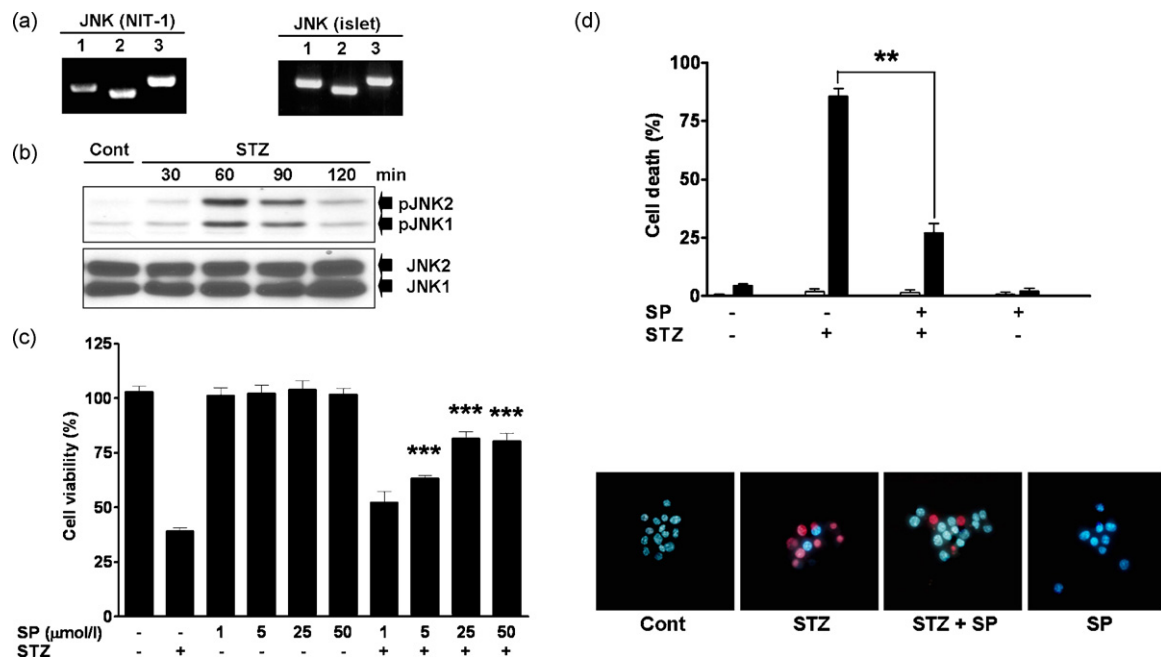 (a)
JNK (NIT-1)
1 2 3
JNK (islet)
1 2 3
(b)
Cont STZ
30 60 90 120 min
pJNK2
pJNK1
JNK2
JNK1
(c)
125
100
75
50
25
0
Cell viability (%)
*** *** ***
SP (μmol/l) - - 1 5 25 50 1 5 25 50
STZ - + - - - - + + + +
(d)
100
75
50
25
0
Cell death (%)
**
SP - - + +
STZ - + + -
Cont STZ STZ + SP SP